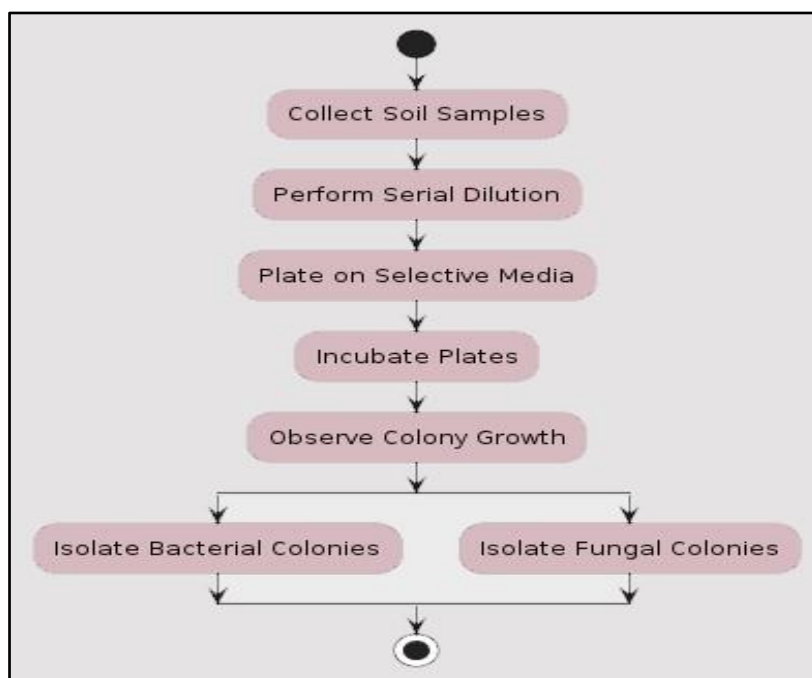 Collect Soil Samples
Perform Serial Dilution
Plate on Selective Media
Incubate Plates
Observe Colony Growth
Isolate Bacterial Colonies
Isolate Fungal Colonies